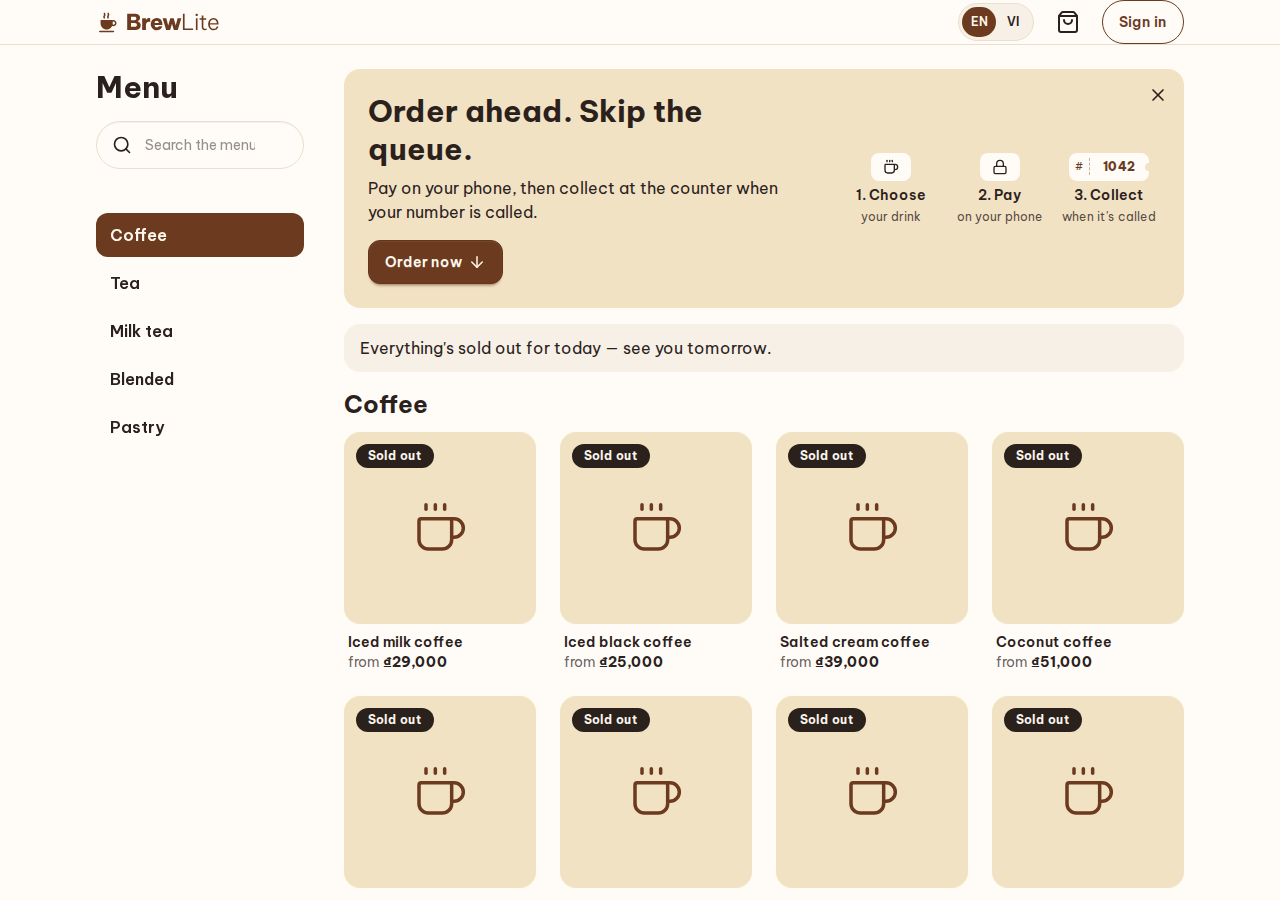 BrewLite
EN
VI
Sign in
Menu
Search the menu
Coffee
Tea
Milk tea
Blended
Pastry
Order ahead. Skip the
queue.
Pay on your phone, then collect at the counter when
your number is called.
Order now
1. Choose
your drink
2. Pay
on your phone
# 1042
3. Collect
when it's called
Everything's sold out for today — see you tomorrow.
Coffee
Sold out
Sold out
Sold out
Sold out
Iced milk coffee
from ₫29,000
Iced black coffee
from ₫25,000
Salted cream coffee
from ₫39,000
Coconut coffee
from ₫51,000
Sold out
Sold out
Sold out
Sold out